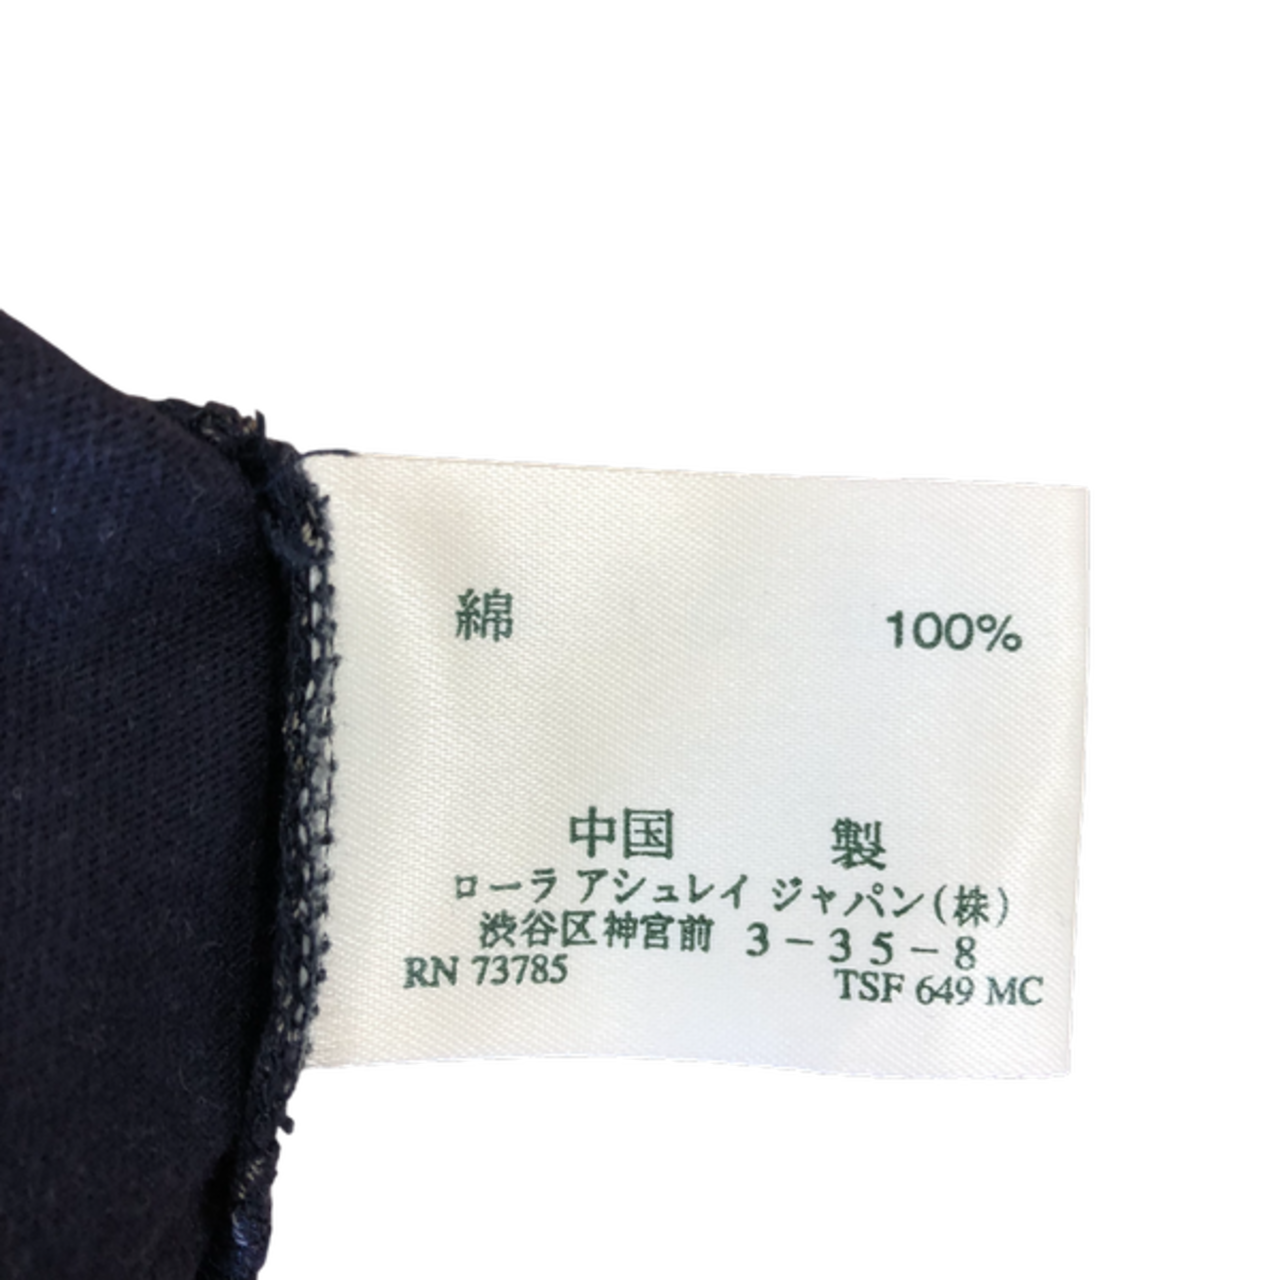 綿 100%
中国 製
ローラ アシュレイ ジャパン(株)
渋谷区神宮前 3-35-8
RN 73785 TSF 649 MC